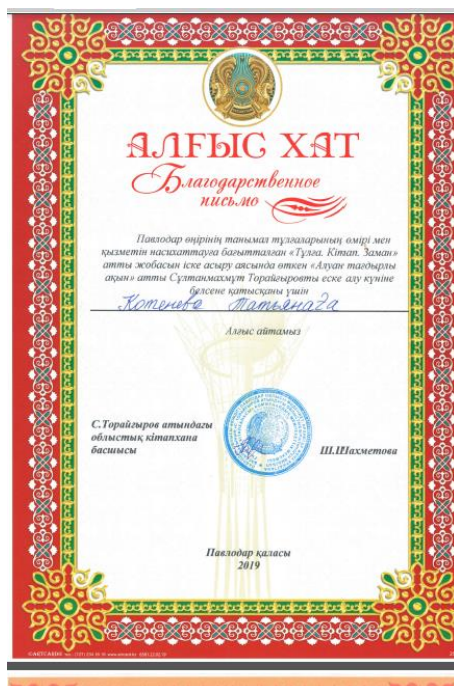 АЛҒЫС ХАТ
Благодарственное
письмо
Павлодар өңірінің танымал тұлғаларының өмірі мен
қызметін насихаттауға бағытталған «Тұлға. Кітап. Заман»
атты жобасын іске асыру аясында өткен «Алуан тағдырлы
ақын» атты Сұлтанмахмұт Торайғыровты еске алу күніне
белсене қатысқаны үшін
Котенева Татьянаға
Алғыс айтамыз
С.Торайғыров атындағы
облыстық кітапхана
басшысы
Ш.Шахметова
Павлодар қаласы
2019